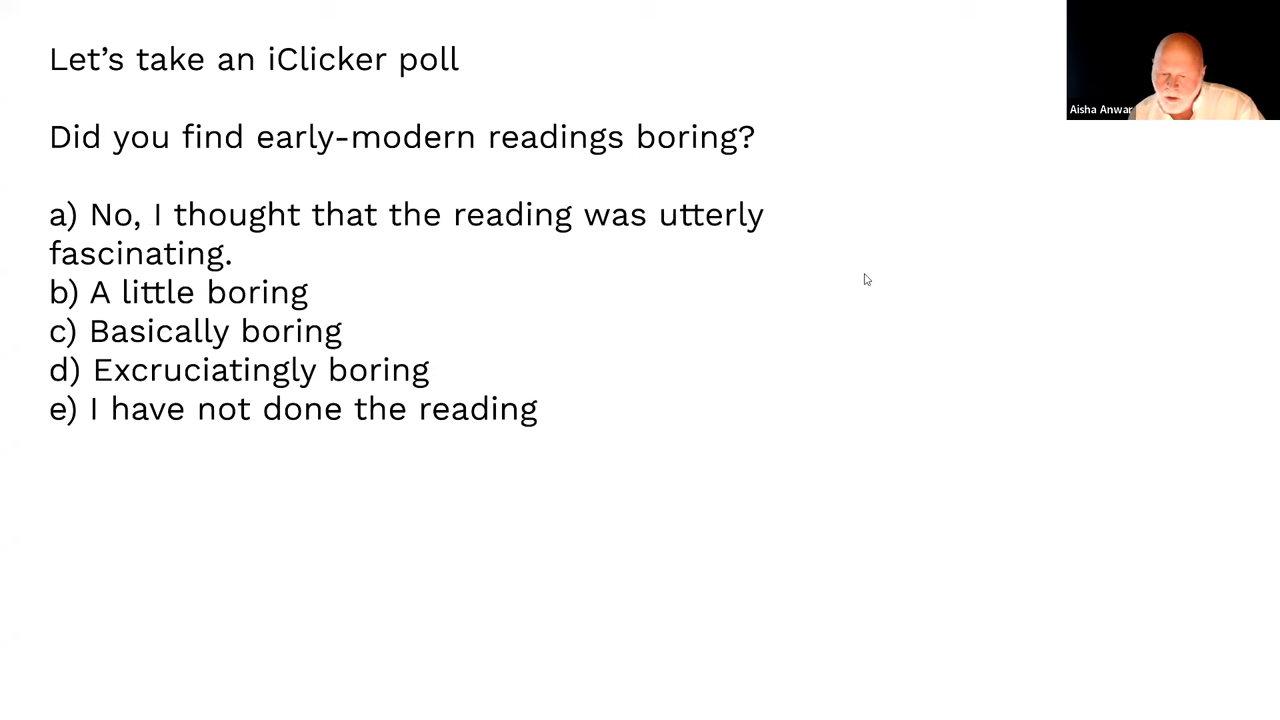 Let’s take an iClicker poll
Did you find early-modern readings boring?
a) No, I thought that the reading was utterly
fascinating.
b) A little boring
c) Basically boring
d) Excruciatingly boring
e) I have not done the reading
Aisha Anwar